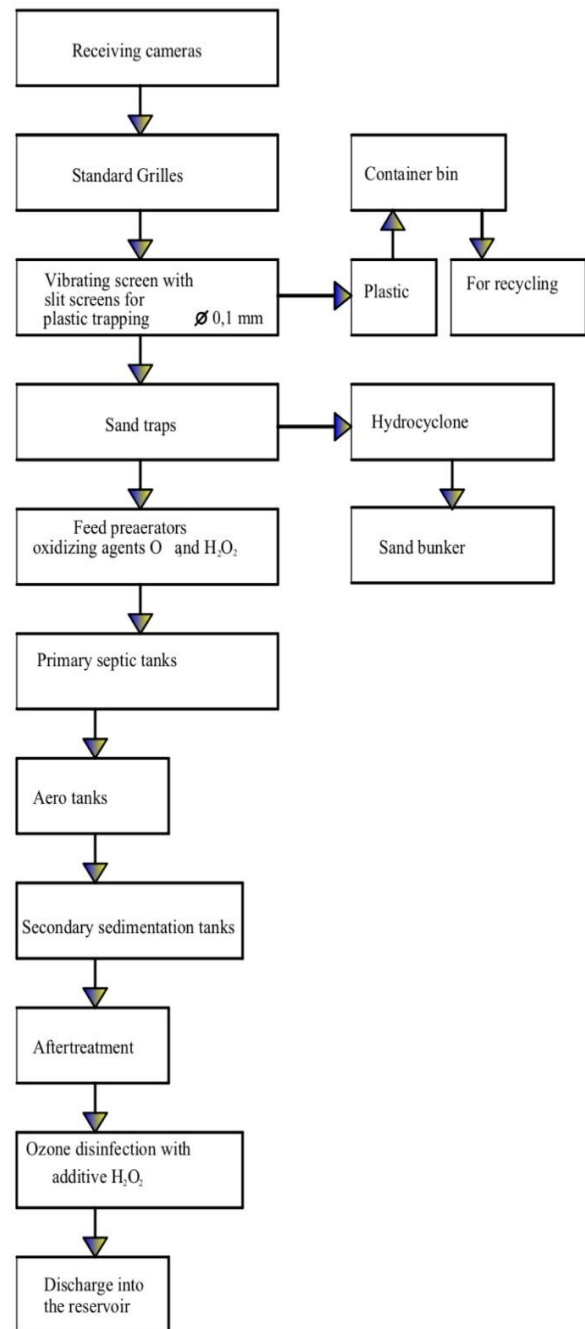 Receiving cameras
Standard Grilles
Container bin
Vibrating screen with
slit screens for
plastic trapping Ø 0,1 mm
Plastic
For recycling
Sand traps
Hydrocyclone
Feed preaerators
oxidizing agents O₃ and H₂O₂
Sand bunker
Primary septic tanks
Aero tanks
Secondary sedimentation tanks
Aftertreatment
Ozone disinfection with
additive H₂O₂
Discharge into
the reservoir